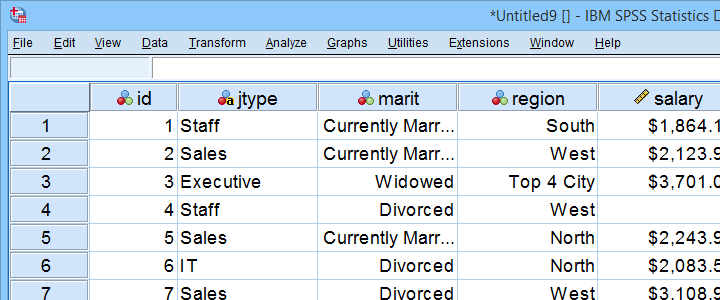 *Untitled9 [] - IBM SPSS Statistics D
File Edit View Data Transform Analyze Graphs Utilities Extensions Window Help
id a jtype marit region salary
1 1 Staff Currently Marr... South $1,864.1
2 2 Sales Currently Marr... West $2,123.9
3 3 Executive Widowed Top 4 City $3,701.0
4 4 Staff Divorced West
5 5 Sales Currently Marr... North $2,243.9
6 6 IT Divorced North $2,083.5
7 7 Sales Divorced West $3,108.9